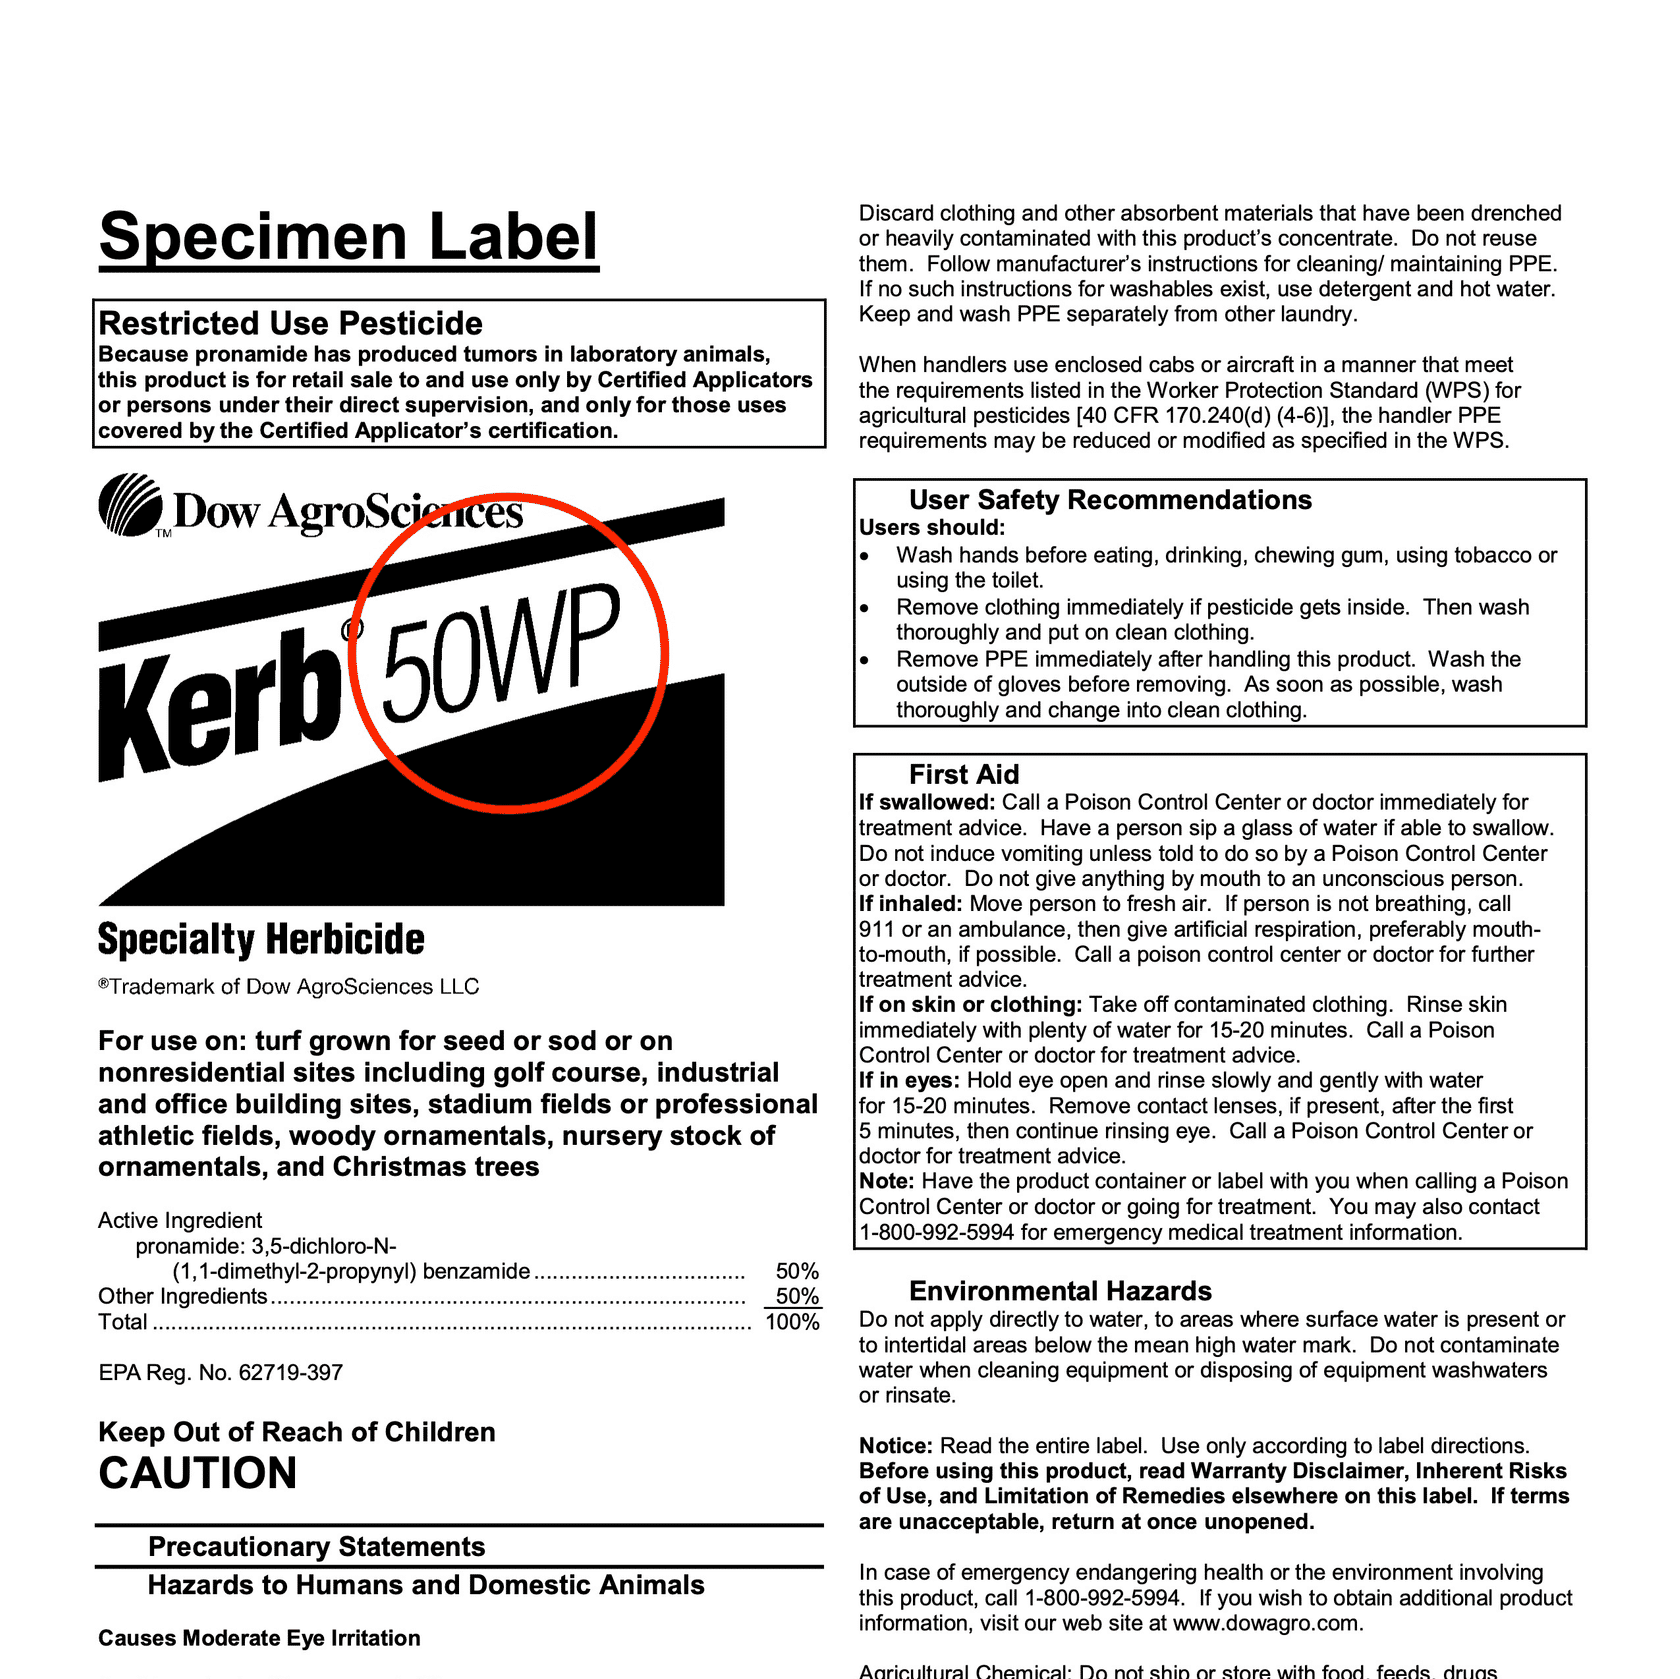 Specimen Label
Restricted Use Pesticide
Because pronamide has produced tumors in laboratory animals,
this product is for retail sale to and use only by Certified Applicators
or persons under their direct supervision, and only for those uses
covered by the Certified Applicator’s certification.
Dow AgroSciences
TM
Kerb® 50WP
Specialty Herbicide
®Trademark of Dow AgroSciences LLC
For use on: turf grown for seed or sod or on
nonresidential sites including golf course, industrial
and office building sites, stadium fields or professional
athletic fields, woody ornamentals, nursery stock of
ornamentals, and Christmas trees
Active Ingredient
pronamide: 3,5-dichloro-N-
(1,1-dimethyl-2-propynyl) benzamide.................................. 50%
Other Ingredients........................................................................... 50%
Total ............................................................................................... 100%
EPA Reg. No. 62719-397
Keep Out of Reach of Children
CAUTION
Precautionary Statements
Hazards to Humans and Domestic Animals
Causes Moderate Eye Irritation
Discard clothing and other absorbent materials that have been drenched
or heavily contaminated with this product’s concentrate.  Do not reuse
them.  Follow manufacturer’s instructions for cleaning/ maintaining PPE.
If no such instructions for washables exist, use detergent and hot water.
Keep and wash PPE separately from other laundry.
When handlers use enclosed cabs or aircraft in a manner that meet
the requirements listed in the Worker Protection Standard (WPS) for
agricultural pesticides [40 CFR 170.240(d) (4-6)], the handler PPE
requirements may be reduced or modified as specified in the WPS.
User Safety Recommendations
Users should:
• Wash hands before eating, drinking, chewing gum, using tobacco or
using the toilet.
• Remove clothing immediately if pesticide gets inside.  Then wash
thoroughly and put on clean clothing.
• Remove PPE immediately after handling this product.  Wash the
outside of gloves before removing.  As soon as possible, wash
thoroughly and change into clean clothing.
First Aid
If swallowed: Call a Poison Control Center or doctor immediately for
treatment advice.  Have a person sip a glass of water if able to swallow.
Do not induce vomiting unless told to do so by a Poison Control Center
or doctor.  Do not give anything by mouth to an unconscious person.
If inhaled: Move person to fresh air.  If person is not breathing, call
911 or an ambulance, then give artificial respiration, preferably mouth-
to-mouth, if possible.  Call a poison control center or doctor for further
treatment advice.
If on skin or clothing: Take off contaminated clothing.  Rinse skin
immediately with plenty of water for 15-20 minutes.  Call a Poison
Control Center or doctor for treatment advice.
If in eyes: Hold eye open and rinse slowly and gently with water
for 15-20 minutes.  Remove contact lenses, if present, after the first
5 minutes, then continue rinsing eye.  Call a Poison Control Center or
doctor for treatment advice.
Note: Have the product container or label with you when calling a Poison
Control Center or doctor or going for treatment.  You may also contact
1-800-992-5994 for emergency medical treatment information.
Environmental Hazards
Do not apply directly to water, to areas where surface water is present or
to intertidal areas below the mean high water mark.  Do not contaminate
water when cleaning equipment or disposing of equipment washwaters
or rinsate.
Notice: Read the entire label.  Use only according to label directions.
Before using this product, read Warranty Disclaimer, Inherent Risks
of Use, and Limitation of Remedies elsewhere on this label.  If terms
are unacceptable, return at once unopened.
In case of emergency endangering health or the environment involving
this product, call 1-800-992-5994.  If you wish to obtain additional product
information, visit our web site at www.dowagro.com.
Agricultural Chemical: Do not ship or store with food, feeds, drugs